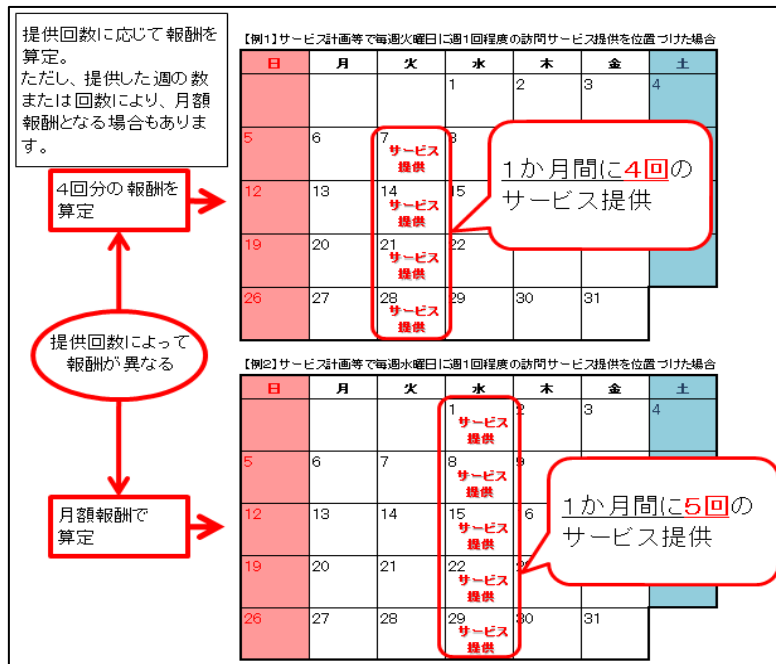 提供回数に応じて報酬を
算定。
ただし、提供した週の数
または回数により、月額
報酬となる場合もありま
す。
4回分の報酬を
算定
提供回数によって
報酬が異なる
月額報酬で
算定
【例1】サービス計画等で毎週火曜日に週1回程度の訪問サービス提供を位置づけた場合
日 月 火 水 木 金 土
1 2 3 4
5 6 7 8
サービス
提供
12 13 14 15
サービス
提供
19 20 21 22
サービス
提供
26 27 28 29 30 31
サービス
提供
1か月間に4回の
サービス提供
【例2】サービス計画等で毎週水曜日に週1回程度の訪問サービス提供を位置づけた場合
日 月 火 水 木 金 土
1 2 3 4
サービス
提供
5 6 7 8 9
サービス
提供
12 13 14 15 6
サービス
提供
19 20 21 22
サービス
提供
26 27 28 29 30 31
サービス
提供
1か月間に5回の
サービス提供